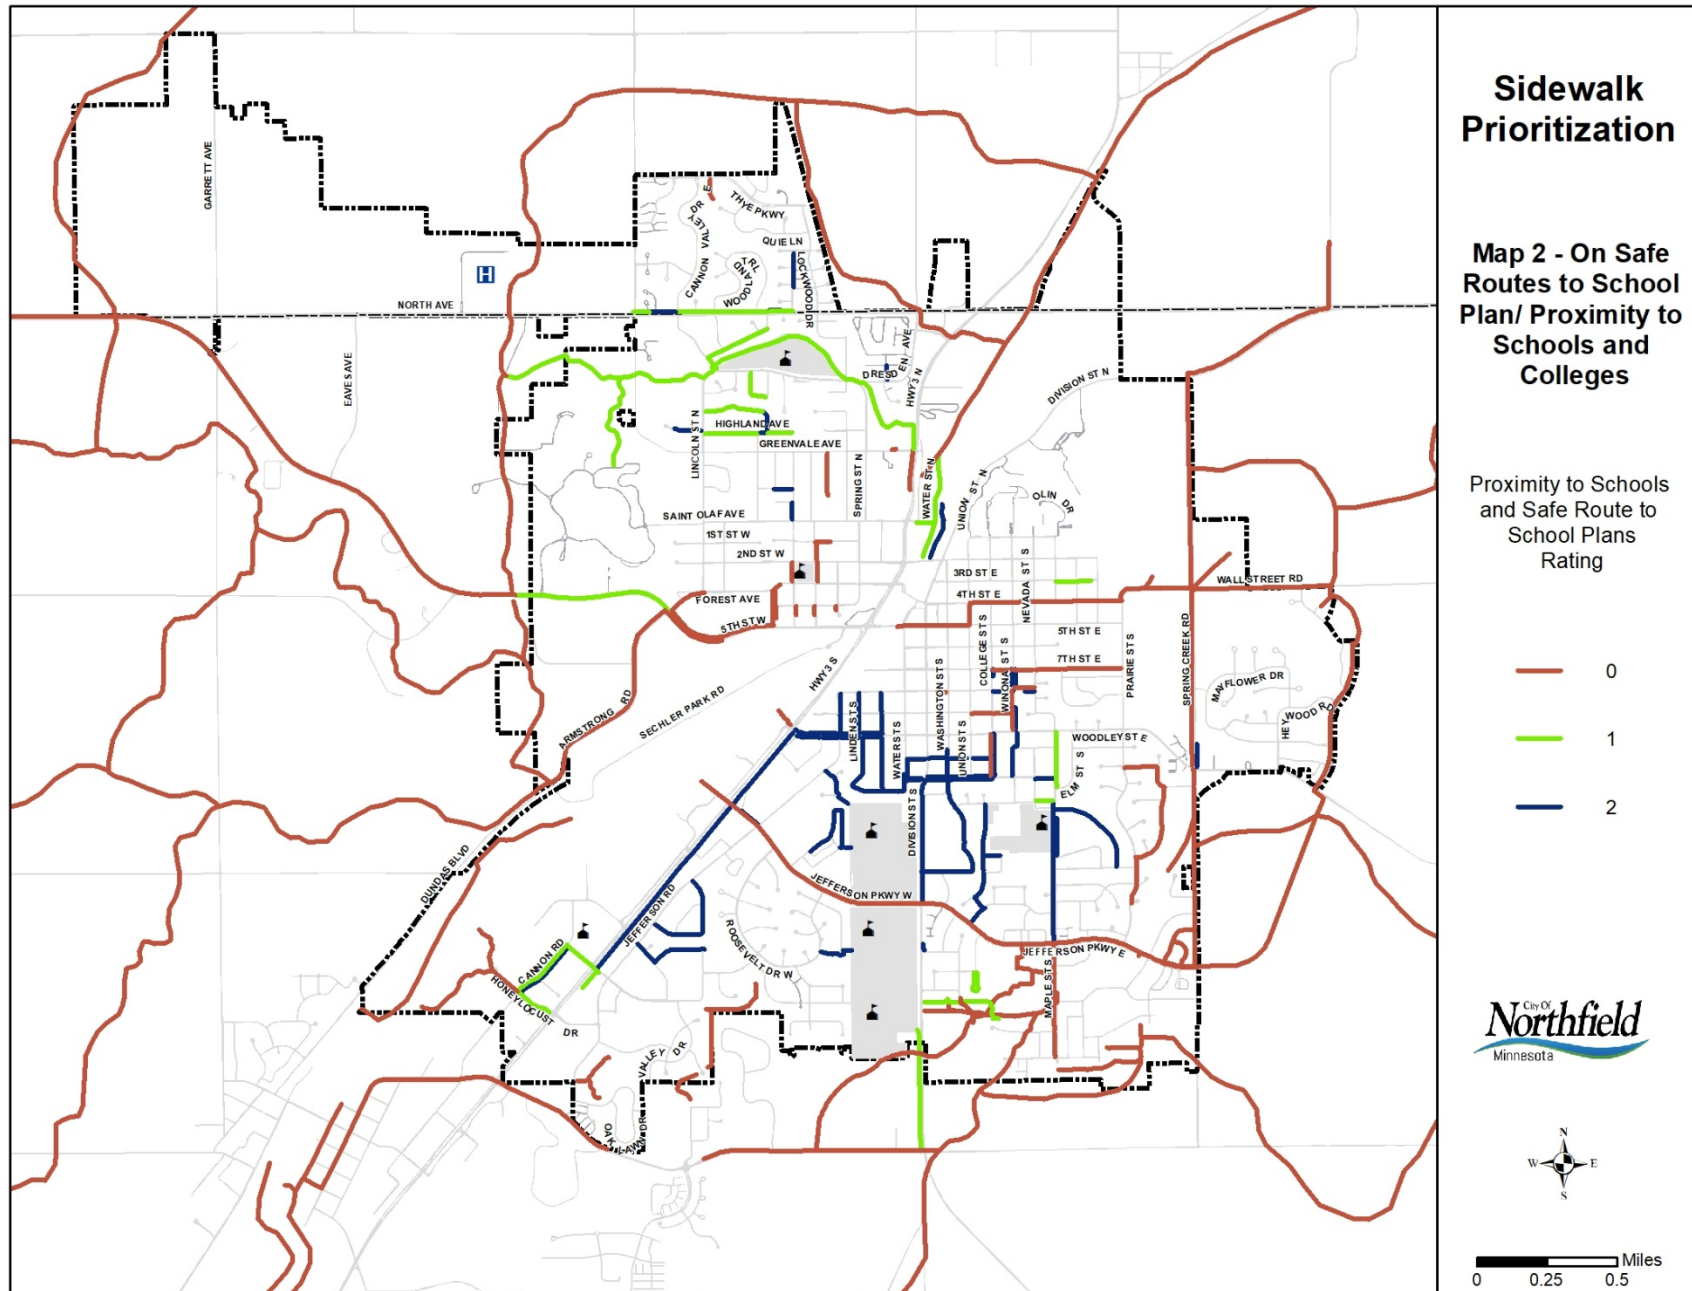 Sidewalk
Prioritization
Map 2 - On Safe
Routes to School
Plan/ Proximity to
Schools and
Colleges
Proximity to Schools
and Safe Route to
School Plans
Rating
0
1
2
City Of
Northfield
Minnesota
N
W E
S
Miles
0 0.25 0.5
GARRETT AVE
THYE PKWY
CANNON VALLEY DR E
QUIE LN
WOODLAND TRL
LOCKWOOD DR
H
NORTH AVE
EAVES AVE
DRESDEN AVE
HWY 3 N
DIVISION ST N
LINCOLN ST N
HIGHLAND AVE
GREENVALE AVE
SPRING ST N
WATER ST N
UNION ST N
OLIN DR
SAINT OLAF AVE
1ST ST W
2ND ST W
3RD ST E
NEVADA ST S
WALL STREET RD
FOREST AVE
4TH ST E
5TH ST W
5TH ST E
COLLEGE ST S
WINONA ST S
7TH ST E
PRAIRIE ST S
SPRING CREEK RD
MAYFLOWER DR
HEYWOOD RD
HWY 3 S
SECHLER PARK RD
ARMSTRONG RD
LINDEN ST S
WATER ST S
WASHINGTON ST S
UNION ST S
WOODLEY ST E
ELM ST S
DIVISION ST S
DUNDAS BLVD
JEFFERSON PKWY W
JEFFERSON RD
ROOSEVELT DR W
CANNON RD
HONEYLOCUST DR
JEFFERSON PKWY E
MAPLE ST S
VALLEY DR
OAK LAWN DR